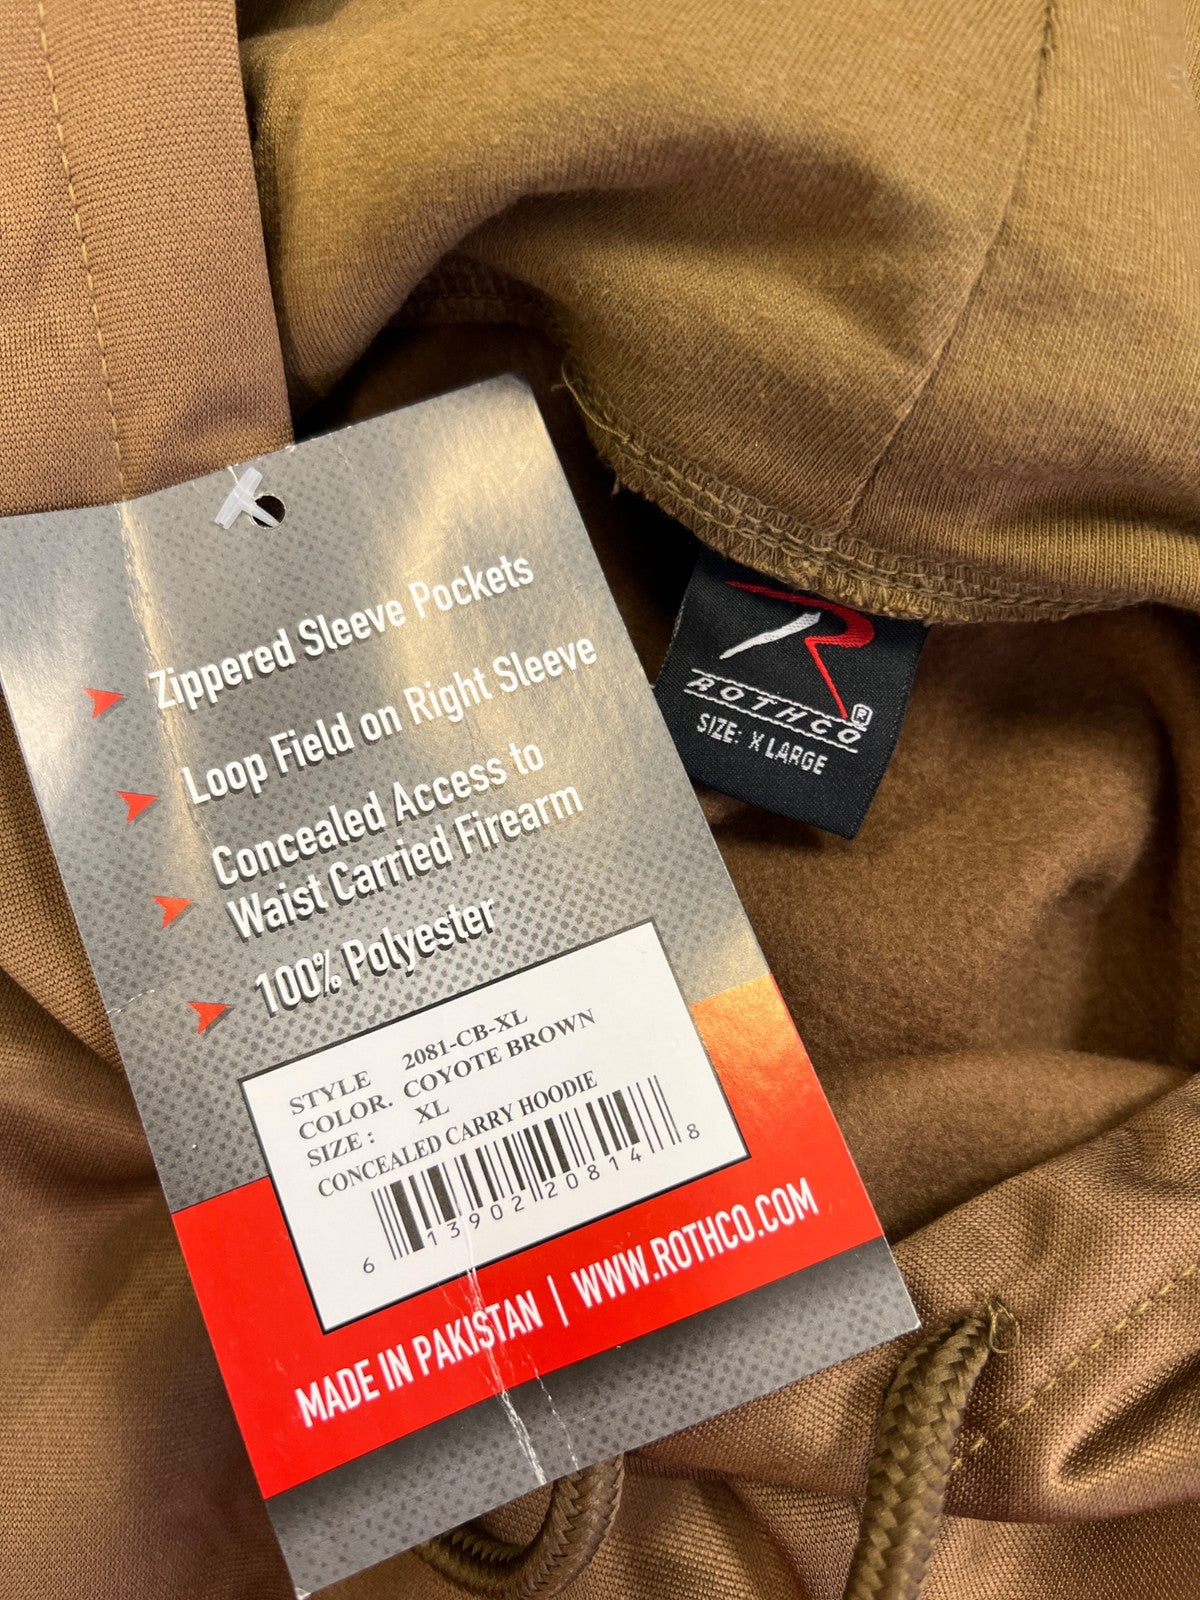 Zippered Sleeve Pockets
Loop Field on Right Sleeve
Concealed Access to
Waist Carried Firearm
100% Polyester
STYLE 2081-CB-XL
COLOR. COYOTE BROWN
SIZE : XL
CONCEALED CARRY HOODIE
6 13902 20814 8
MADE IN PAKISTAN | WWW.ROTHCO.COM
R
ROTHCO®
SIZE: X LARGE